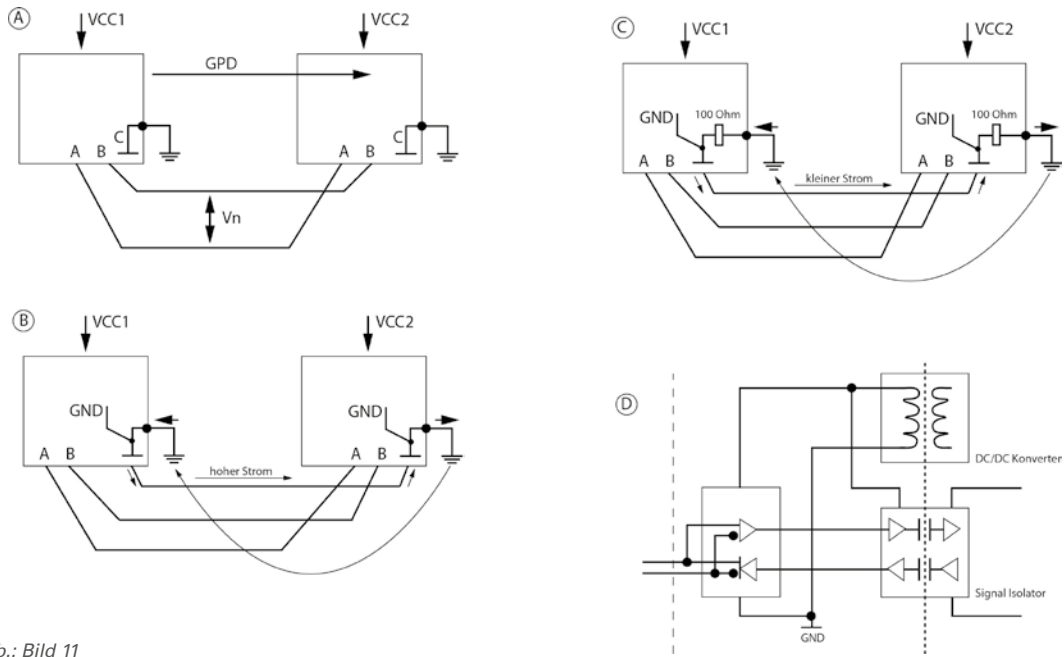 A
VCC1
VCC2
GPD
C
C
A B
A B
Vn
B
VCC1
VCC2
GND
GND
A B
A B
hoher Strom
C
VCC1
VCC2
GND
100 Ohm
GND
100 Ohm
A B
A B
kleiner Strom
D
DC/DC Konverter
Signal Isolator
GND
b.: Bild 11